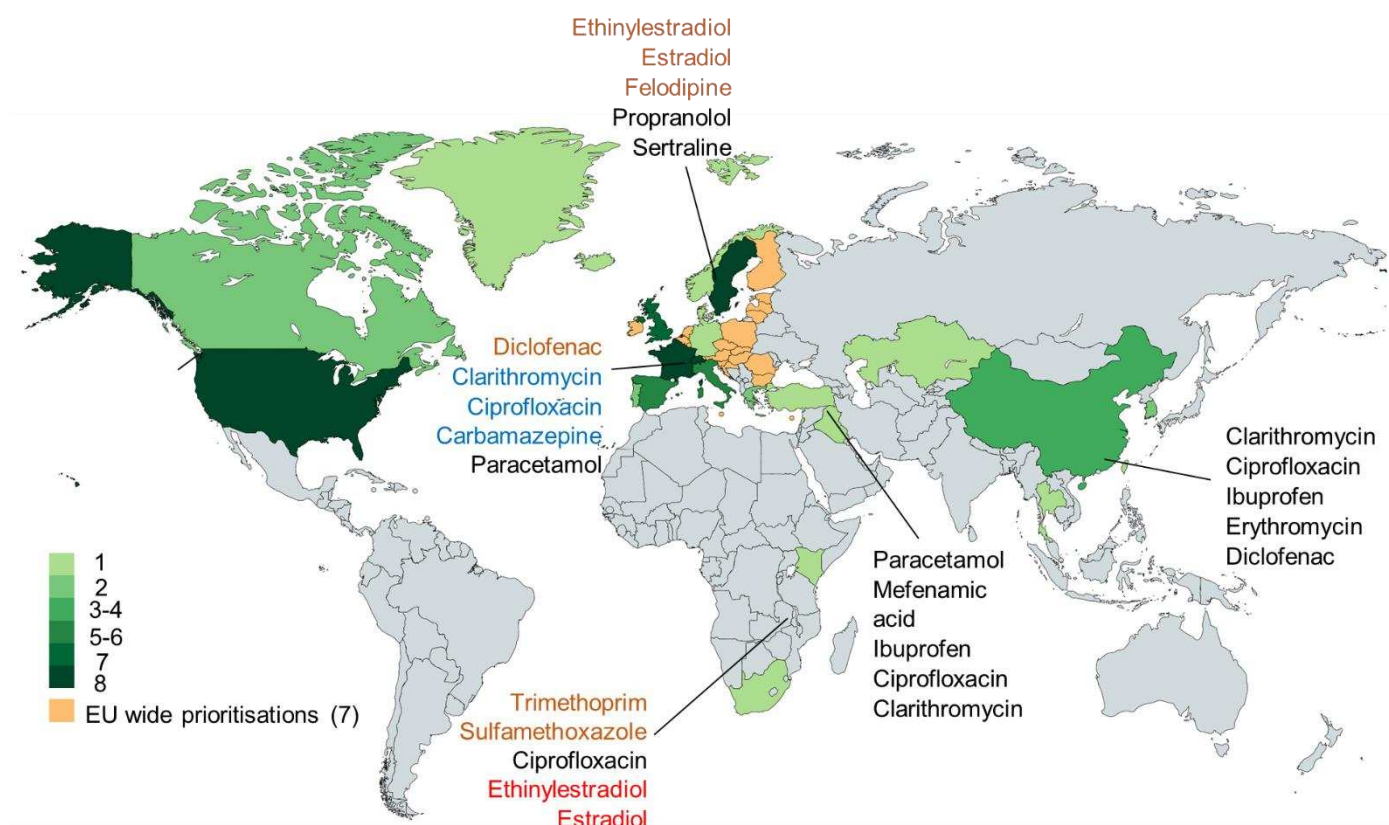 Ethinylestradiol
Estradiol
Felodipine
Propranolol
Sertraline
Diclofenac
Clarithromycin
Ciprofloxacin
Carbamazepine
Paracetamol
Clarithromycin
Ciprofloxacin
Ibuprofen
Erythromycin
Diclofenac
Paracetamol
Mefenamic
acid
Ibuprofen
Ciprofloxacin
Clarithromycin
1
2
3-4
5-6
7
8
EU wide prioritisations (7)
Trimethoprim
Sulfamethoxazole
Ciprofloxacin
Ethinylestradiol
Estradiol